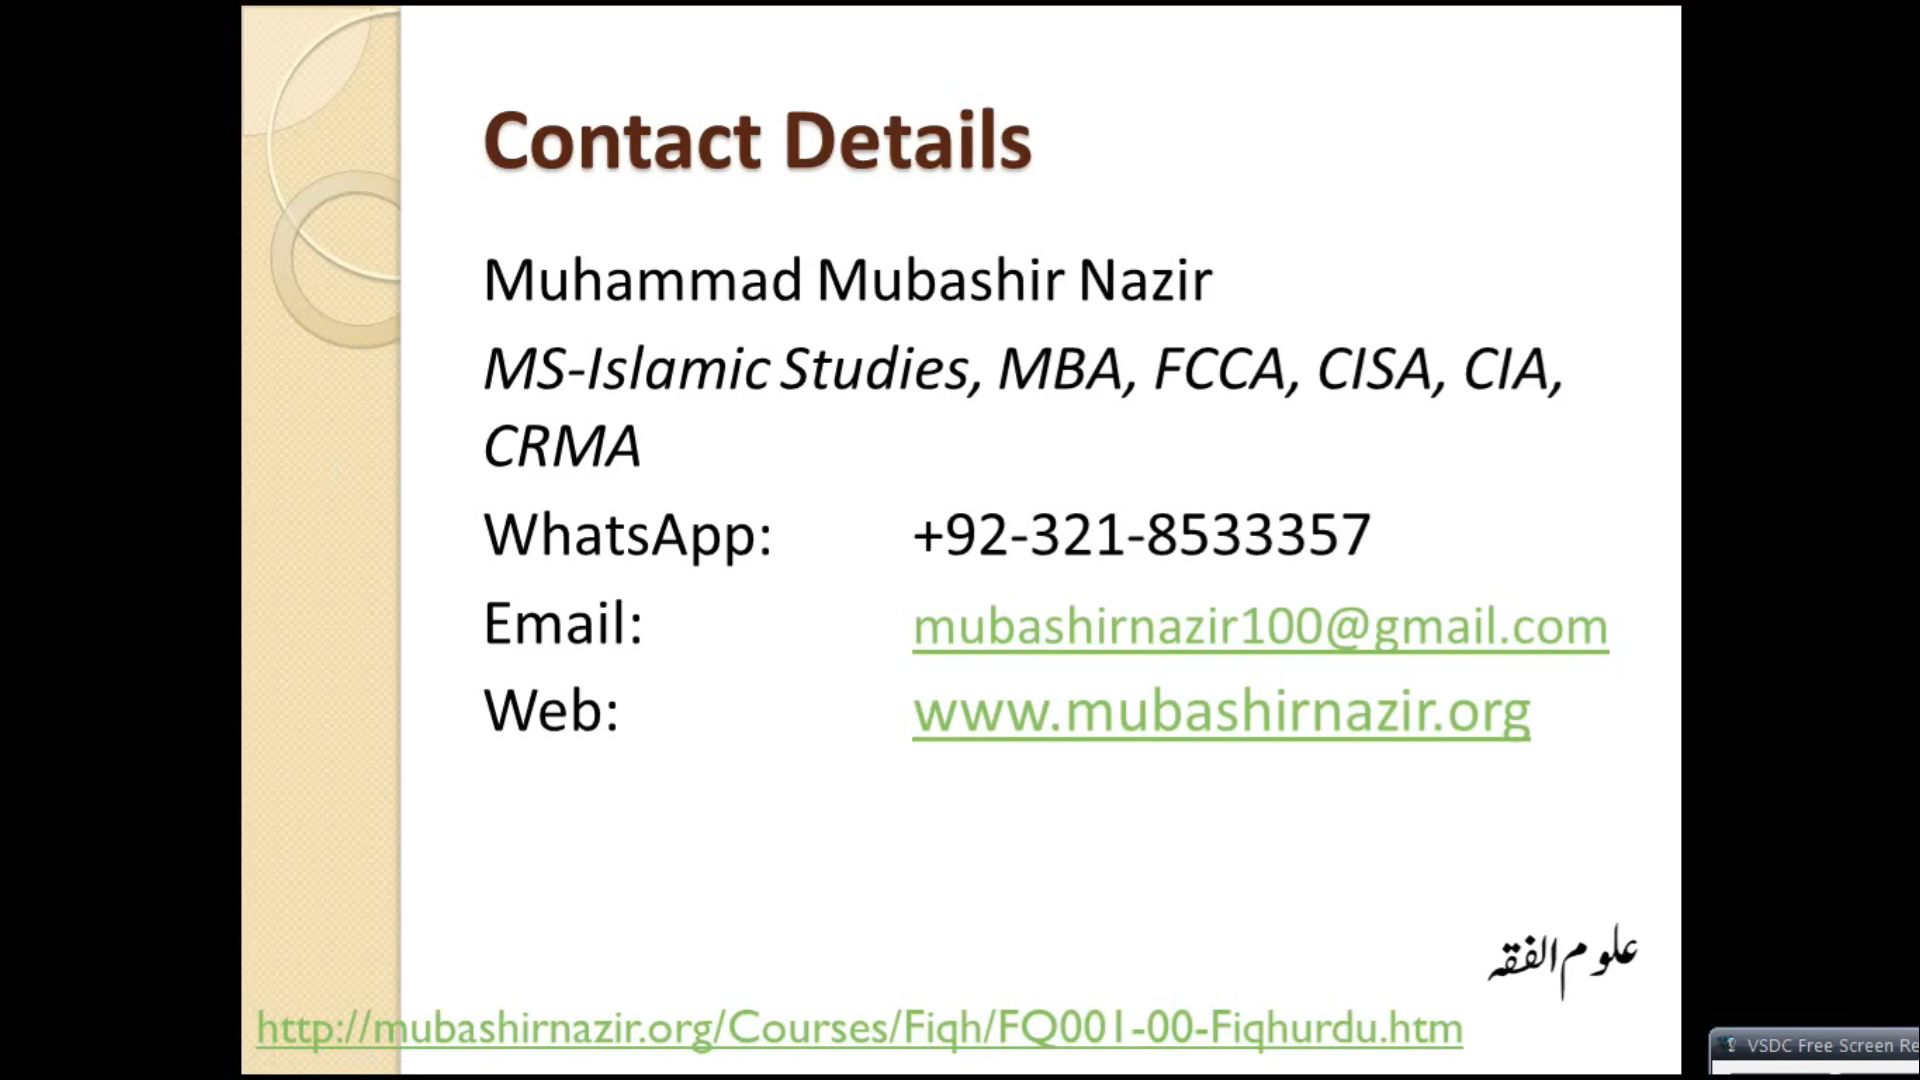 Contact Details
Muhammad Mubashir Nazir
MS-Islamic Studies, MBA, FCCA, CISA, CIA,
CRMA
WhatsApp: +92-321-8533357
Email: mubashirnazir100@gmail.com
Web: www.mubashirnazir.org
علوم الفقہ
http://mubashirnazir.org/Courses/Fiqh/FQ001-00-Fiqhurdu.htm
VSDC Free Screen Re